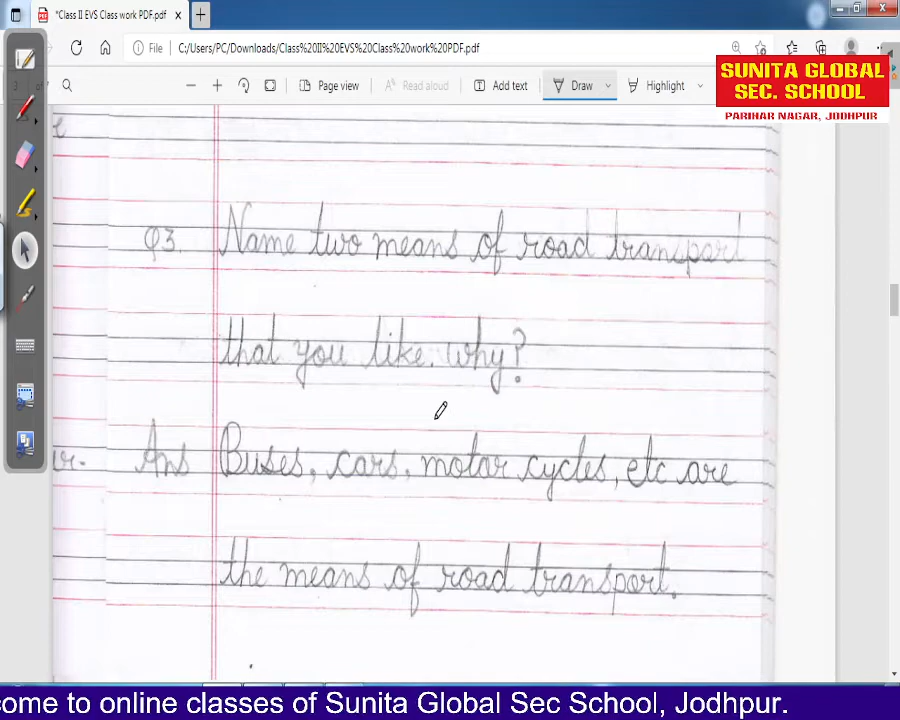 *Class II EVS Class work PDF.pdf
File C:/Users/PC/Downloads/Class%20II%20EVS%20Class%20work%20PDF.pdf
3 Page view Read aloud Add text Draw Highlight
SUNITA GLOBAL
SEC. SCHOOL
PARIHAR NAGAR, JODHPUR
Q3. Name two means of road transport
that you like. Why?
Ans Buses, cars, motar cycles, etc are
the means of road transport.
come to online classes of Sunita Global Sec School, Jodhpur.